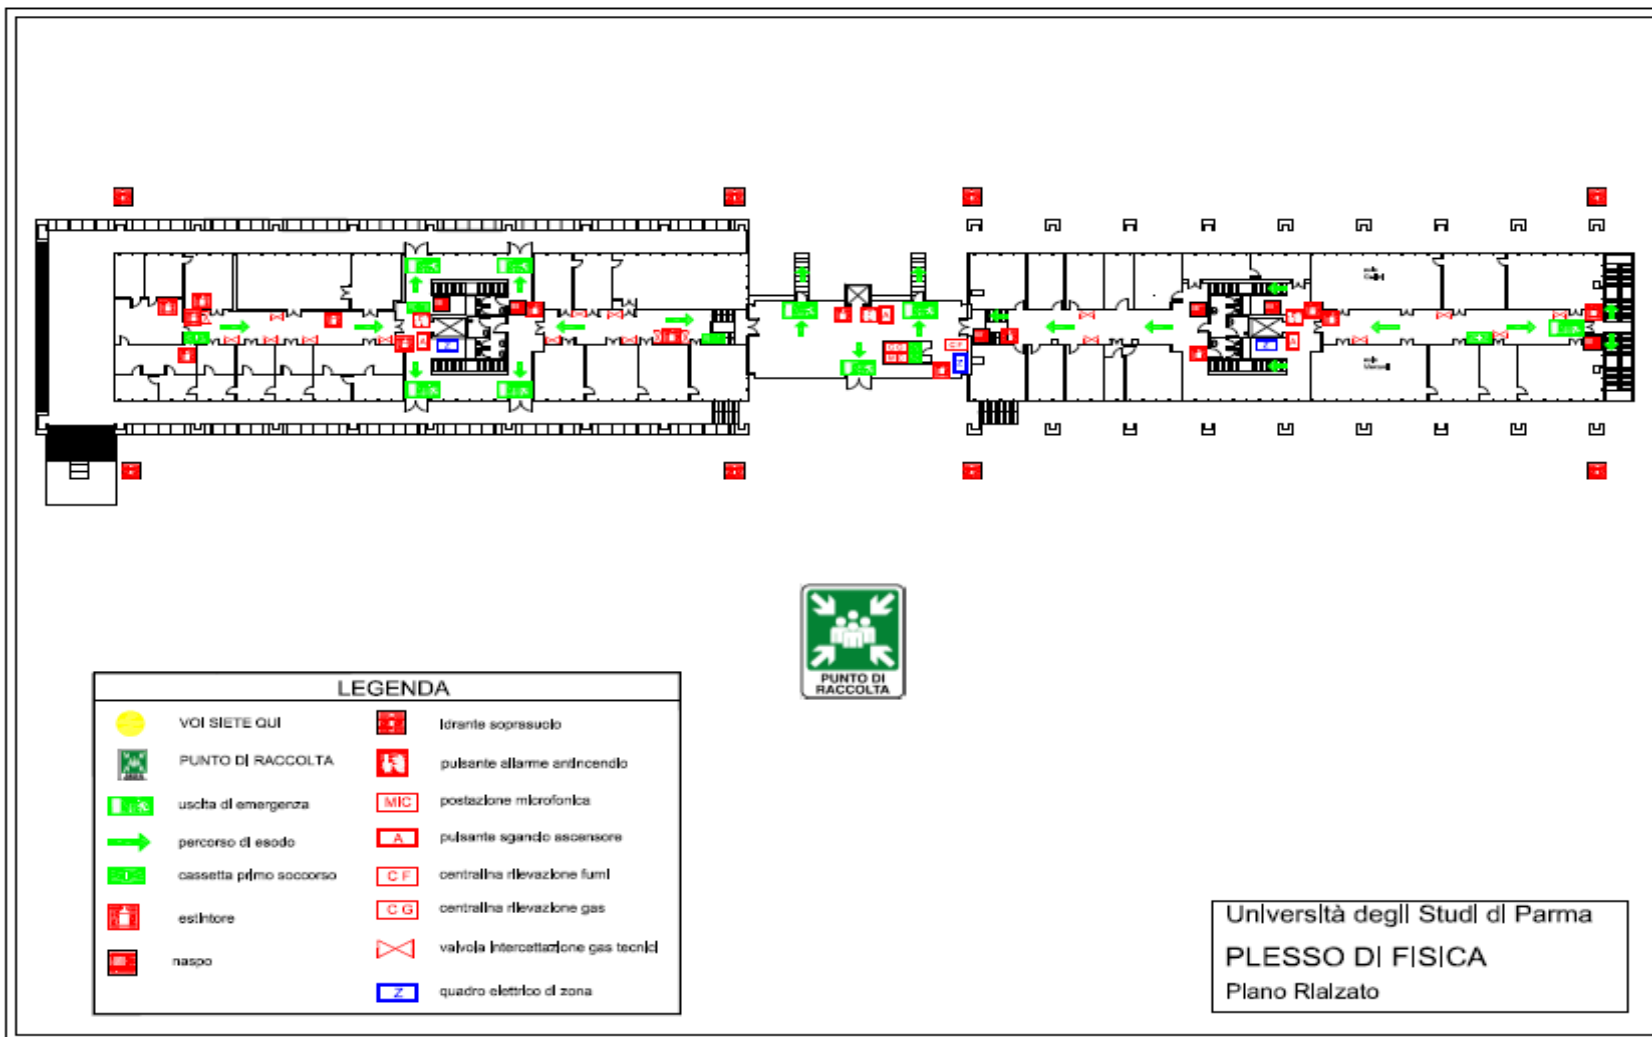 A
Z
A
CF
Z
Z
A
PUNTO DI
RACCOLTA
LEGENDA
VOI SIETE QUI
PUNTO DI RACCOLTA
uscita di emergenza
percorso di esodo
cassetta primo soccorso
estintore
naspo
idrante soprasuolo
pulsante allarme antincendio
MIC postazione microfonica
A pulsante sgancio ascensore
C F centralina rilevazione fumi
C G centralina rilevazione gas
valvola intercettazione gas tecnici
Z quadro elettrico di zona
Università degli Studi di Parma
PLESSO DI FISICA
Piano Rialzato